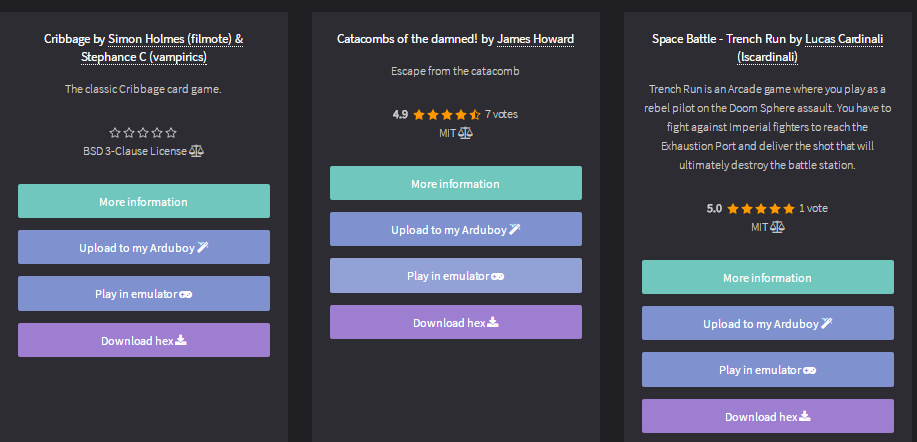 Cribbage by Simon Holmes (filmote) &
Stephance C (vampirics)
The classic Cribbage card game.
BSD 3-Clause License
More information
Upload to my Arduboy
Play in emulator
Download hex
Catacombs of the damned! by James Howard
Escape from the catacomb
4.9 7 votes
MIT
More information
Upload to my Arduboy
Play in emulator
Download hex
Space Battle - Trench Run by Lucas Cardinali
(lscardinali)
Trench Run is an Arcade game where you play as a
rebel pilot on the Doom Sphere assault. You have to
fight against Imperial fighters to reach the
Exhaustion Port and deliver the shot that will
ultimately destroy the battle station.
5.0 1 vote
MIT
More information
Upload to my Arduboy
Play in emulator
Download hex